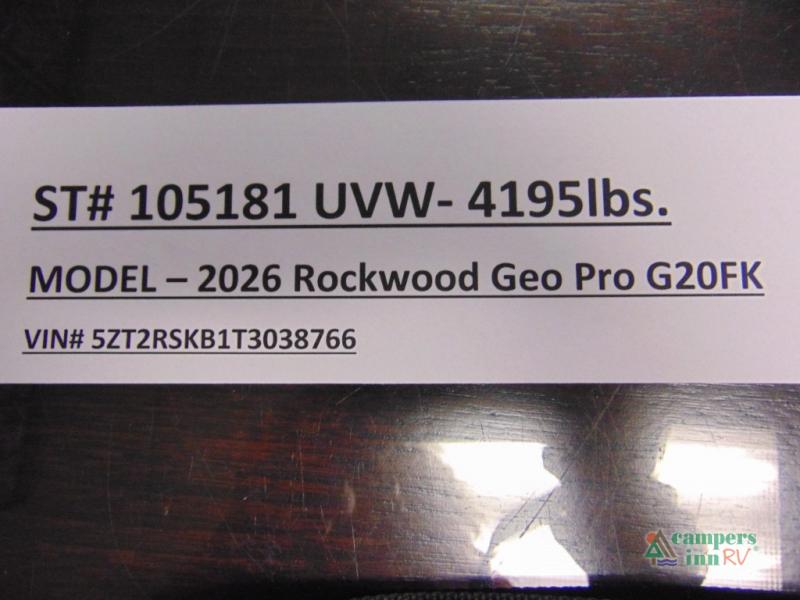 ST# 105181 UVW- 4195lbs.
MODEL – 2026 Rockwood Geo Pro G20FK
VIN# 5ZT2RSKB1T3038766
campers
inn RV®